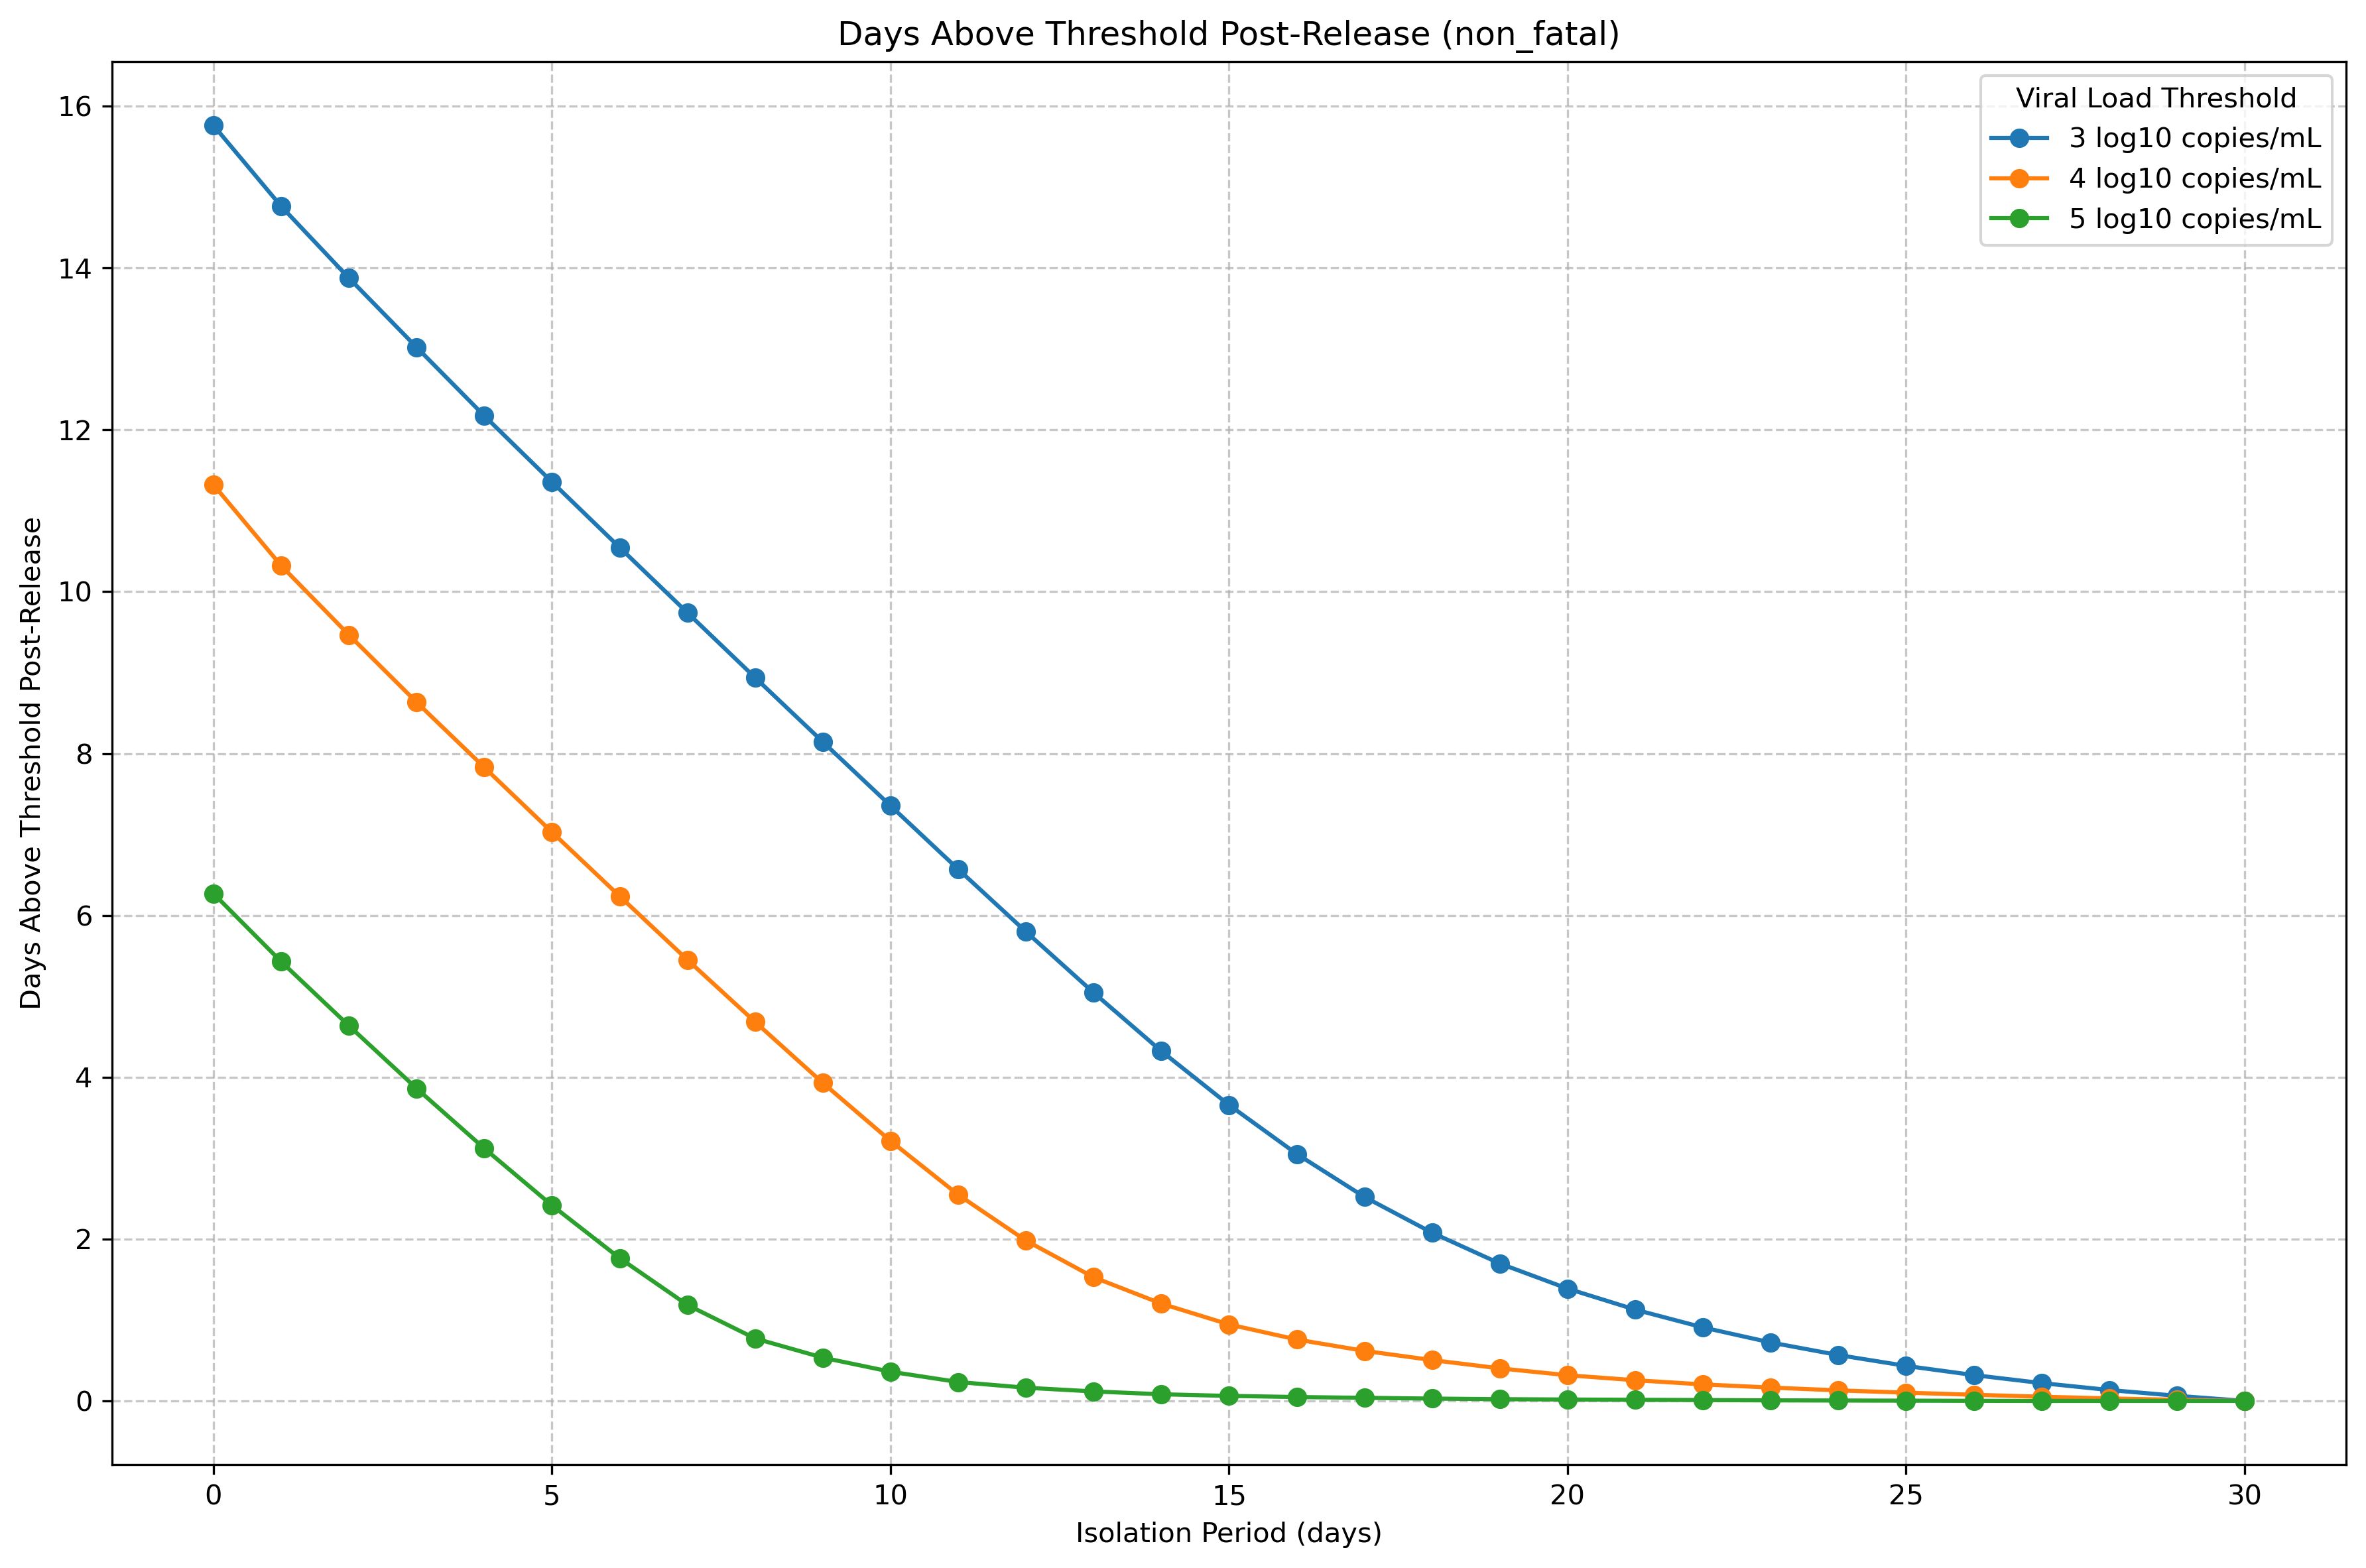 Days Above Threshold Post-Release (non_fatal)
Viral Load Threshold
3 log10 copies/mL
4 log10 copies/mL
5 log10 copies/mL
Days Above Threshold Post-Release
16
14
12
10
8
6
4
2
0
0 5 10 15 20 25 30
Isolation Period (days)